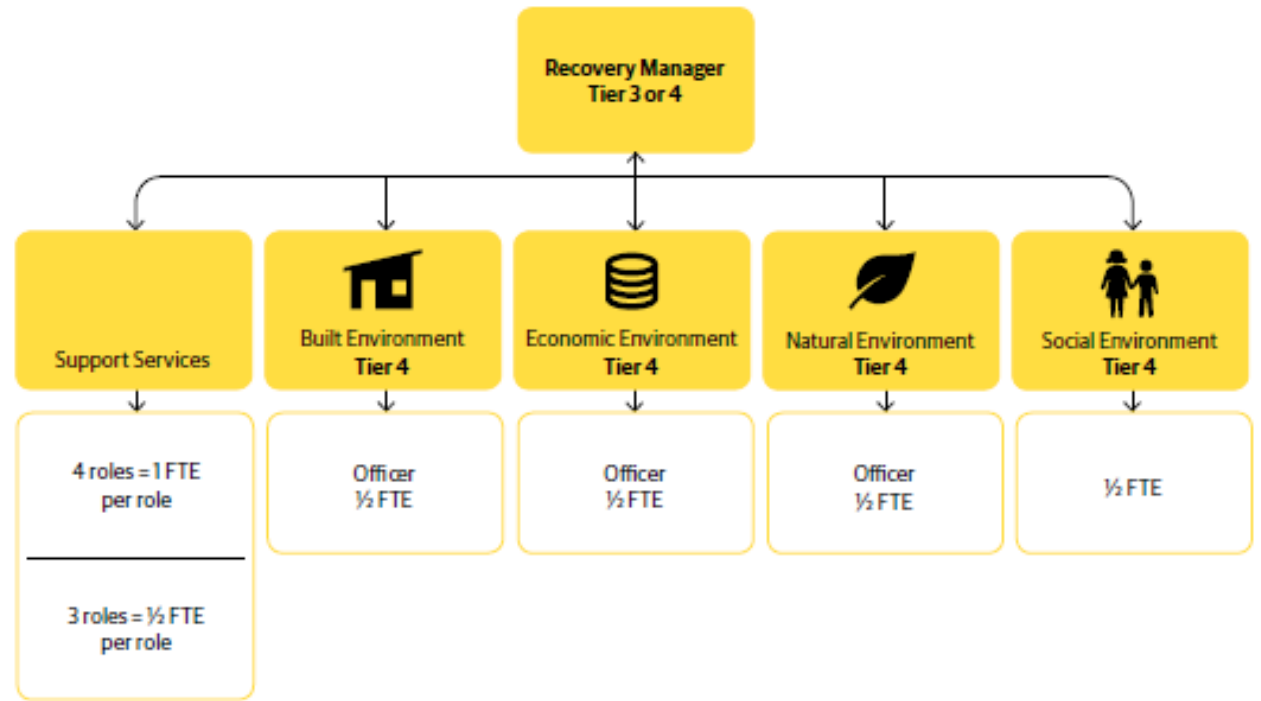 Recovery Manager
Tier 3 or 4
Support Services
Built Environment
Tier 4
Economic Environment
Tier 4
Natural Environment
Tier 4
Social Environment
Tier 4
4 roles = 1 FTE
per role
3 roles = ½ FTE
per role
Officer
½ FTE
Officer
½ FTE
Officer
½ FTE
½ FTE